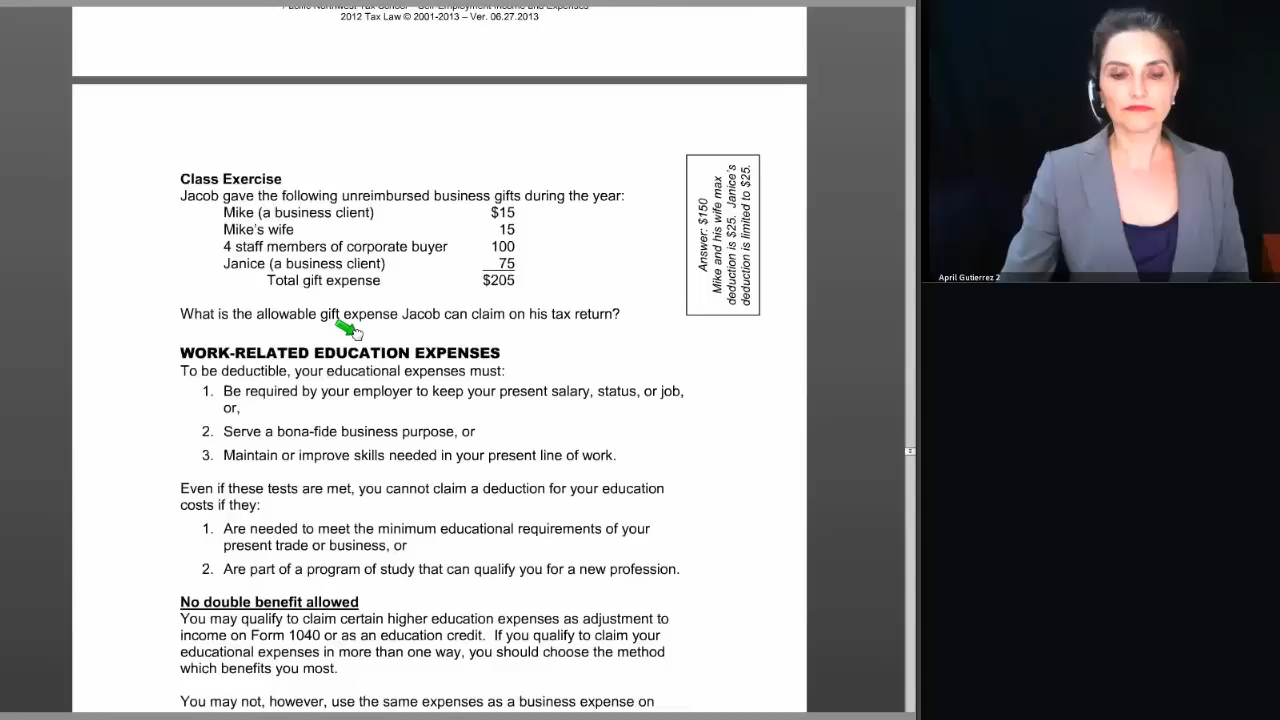 2012 Tax Law © 2001-2013 – Ver. 06.27.2013
Class Exercise
Jacob gave the following unreimbursed business gifts during the year:
Mike (a business client) $15
Mike's wife 15
4 staff members of corporate buyer 100
Janice (a business client) 75
Total gift expense $205
What is the allowable gift expense Jacob can claim on his tax return?
Answer: $150
Mike and his wife max
deduction is $25. Janice's
deduction is limited to $25.
WORK-RELATED EDUCATION EXPENSES
To be deductible, your educational expenses must:
1. Be required by your employer to keep your present salary, status, or job,
or,
2. Serve a bona-fide business purpose, or
3. Maintain or improve skills needed in your present line of work.
Even if these tests are met, you cannot claim a deduction for your education
costs if they:
1. Are needed to meet the minimum educational requirements of your
present trade or business, or
2. Are part of a program of study that can qualify you for a new profession.
No double benefit allowed
You may qualify to claim certain higher education expenses as adjustment to
income on Form 1040 or as an education credit. If you qualify to claim your
educational expenses in more than one way, you should choose the method
which benefits you most.
You may not, however, use the same expenses as a business expense on
April Gutierrez 2